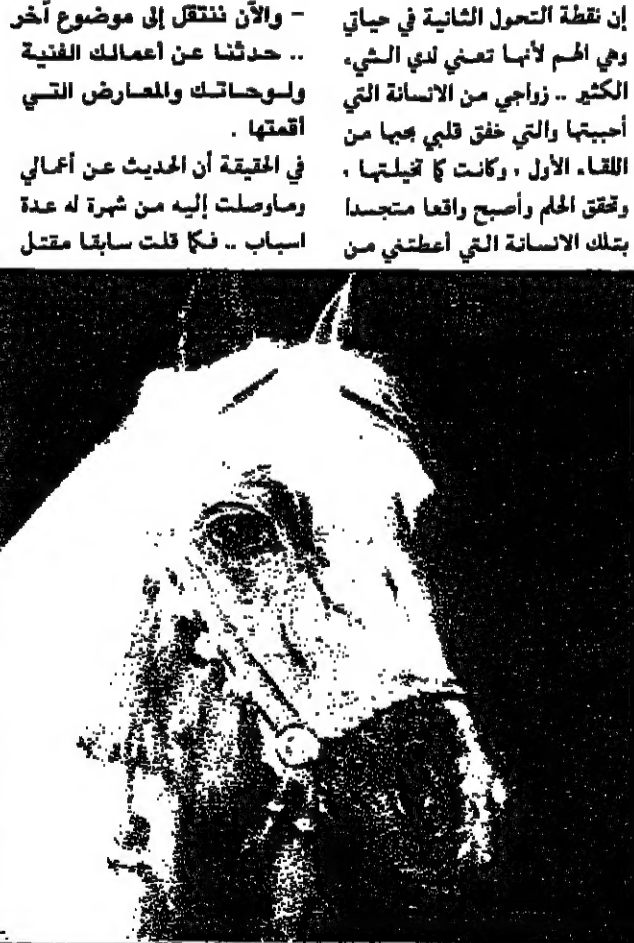 إن نقطة التحول الثانية في حياتي
وهي الهم لأنها تعني لدي الشيء
الكثير .. زواجي من الانسانة التي
أحببتها والتي خفق قلبي بحبها من
اللقاء الأول ، وكانت كما تخيلتها ،
وتحقق الحلم وأصبح واقعا متجسدا
بتلك الانسانة التي أعطتني من
– والآن ننتقل إلى موضوع آخر
.. حدثنا عن أعمالك الفنية
ولوحاتك والمعارض التي
أقمتها .
في الحقيقة أن الحديث عن أعمالي
وماوصلت إليه من شهرة له عدة
اسباب .. فكما قلت سابقا مقتل